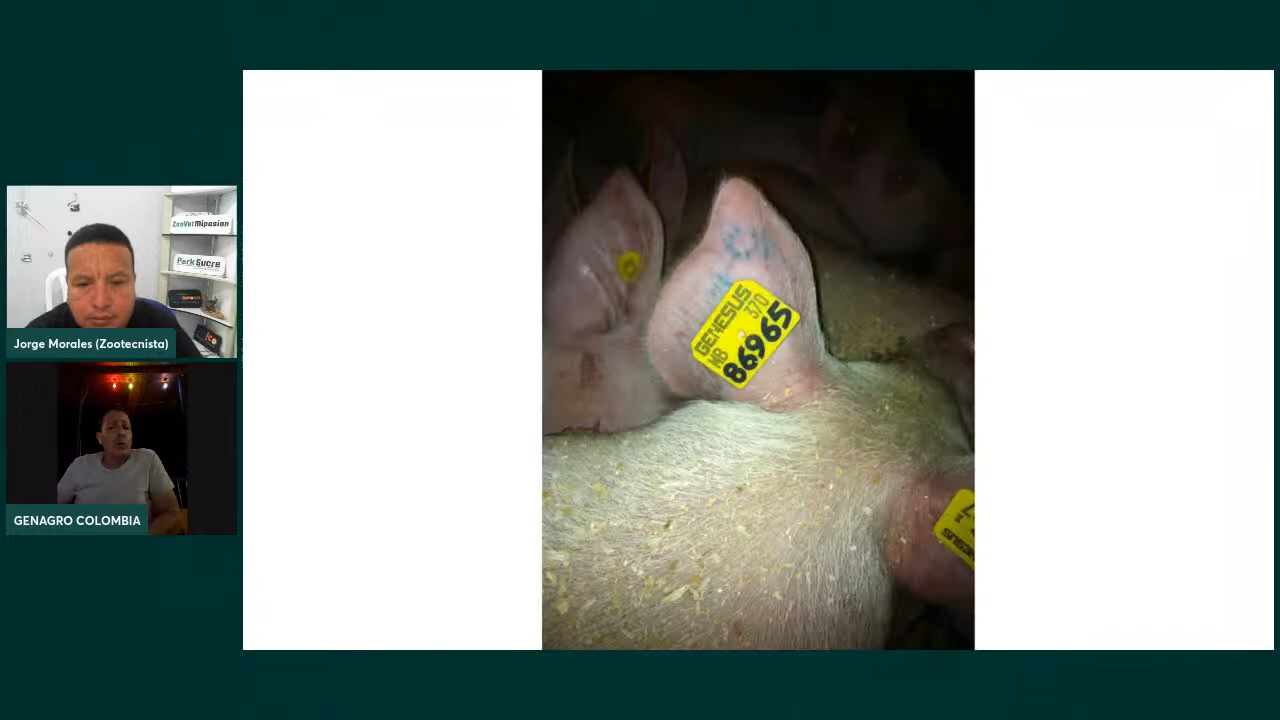 ZooVetMipasion
PorkSucre
Jorge Morales (Zootecnista)
GENAGRO COLOMBIA
GENESUS
370
MB
86965